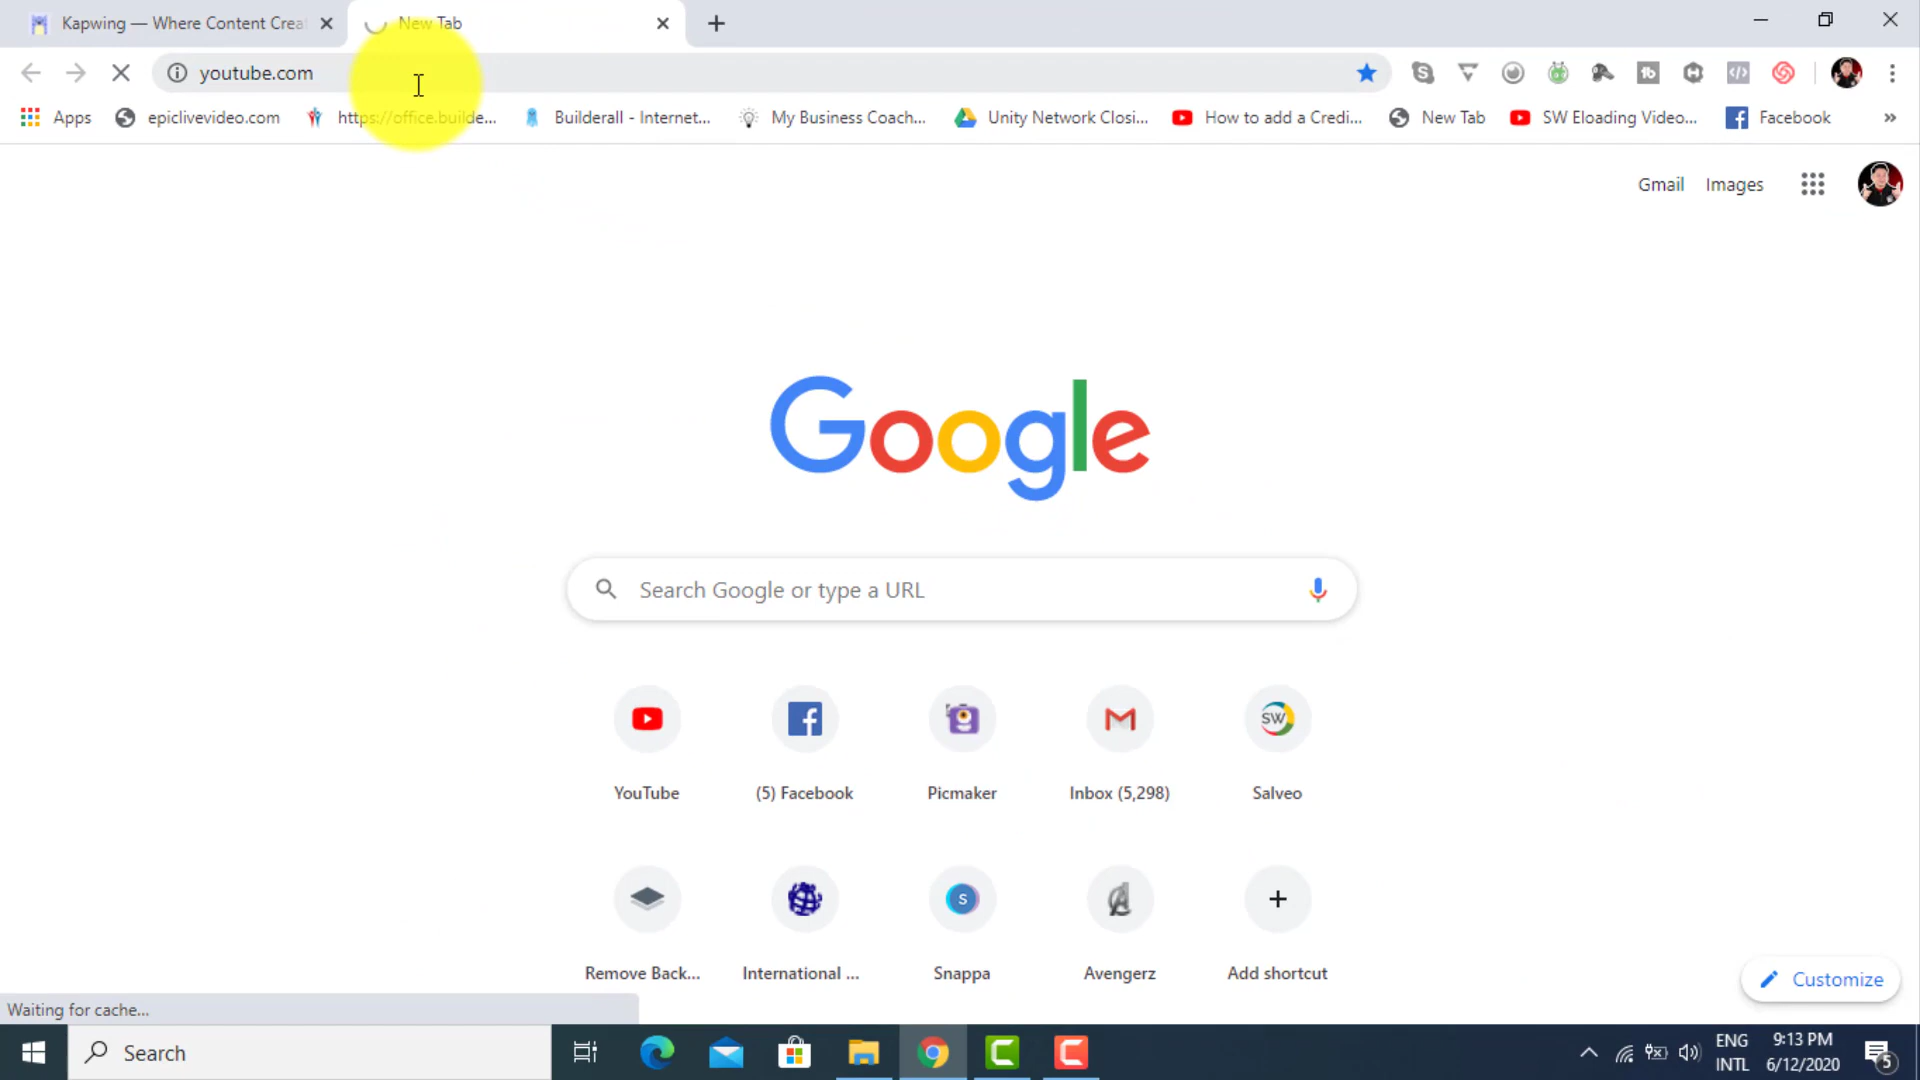 Kapwing — Where Content Crea
New Tab
youtube.com
Apps
epiclivevideo.com
https://office.builde...
Builderall - Internet...
My Business Coach...
Unity Network Closi...
How to add a Credi...
New Tab
SW Eloading Video...
Facebook
»
Gmail
Images
Google
Search Google or type a URL
SW
YouTube
(5) Facebook
Picmaker
Inbox (5,298)
Salveo
S
Remove Back...
International ...
Snappa
Avengerz
Add shortcut
Customize
Waiting for cache...
Search
ENG
INTL
9:13 PM
6/12/2020
5